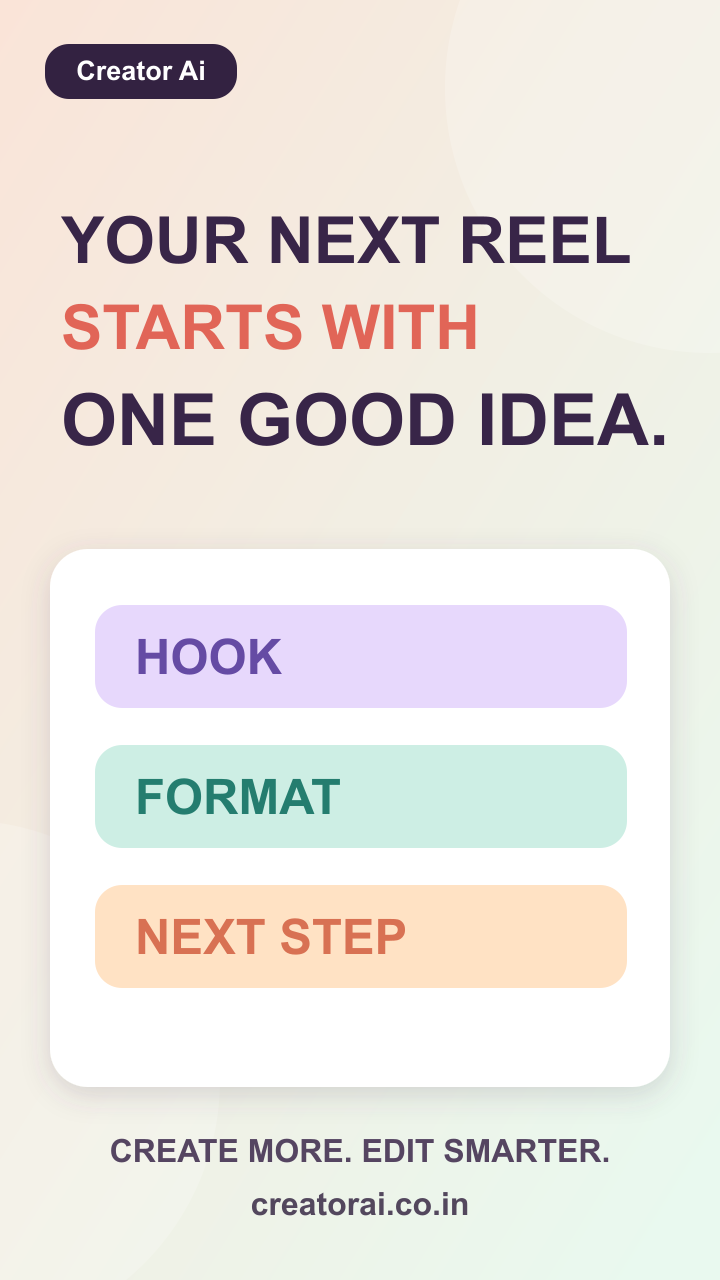 Creator Ai
YOUR NEXT REEL
STARTS WITH
ONE GOOD IDEA.
HOOK
FORMAT
NEXT STEP
CREATE MORE. EDIT SMARTER.
creatorai.co.in